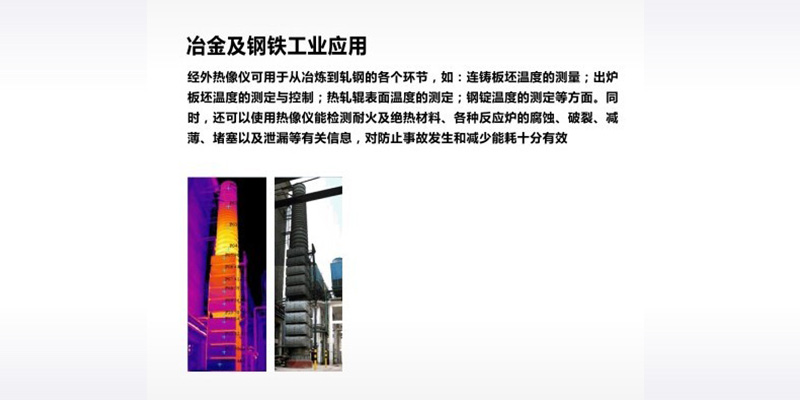 冶金及钢铁工业应用
经外热像仪可用于从冶炼到轧钢的各个环节，如：连铸板坯温度的测量；出炉
板坯温度的测定与控制；热轧辊表面温度的测定；钢锭温度的测定等方面。同
时，还可以使用热像仪能检测耐火及绝热材料、各种反应炉的腐蚀、破裂、减
薄、堵塞以及泄漏等有关信息，对防止事故发生和减少能耗十分有效